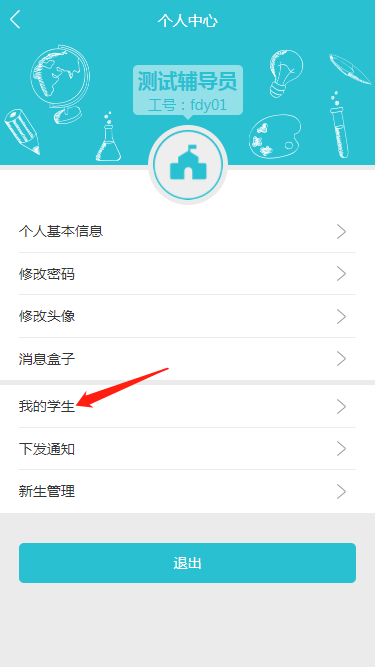 个人中心
测试辅导员
工号：fdy01
个人基本信息
修改密码
修改头像
消息盒子
我的学生
下发通知
新生管理
退出